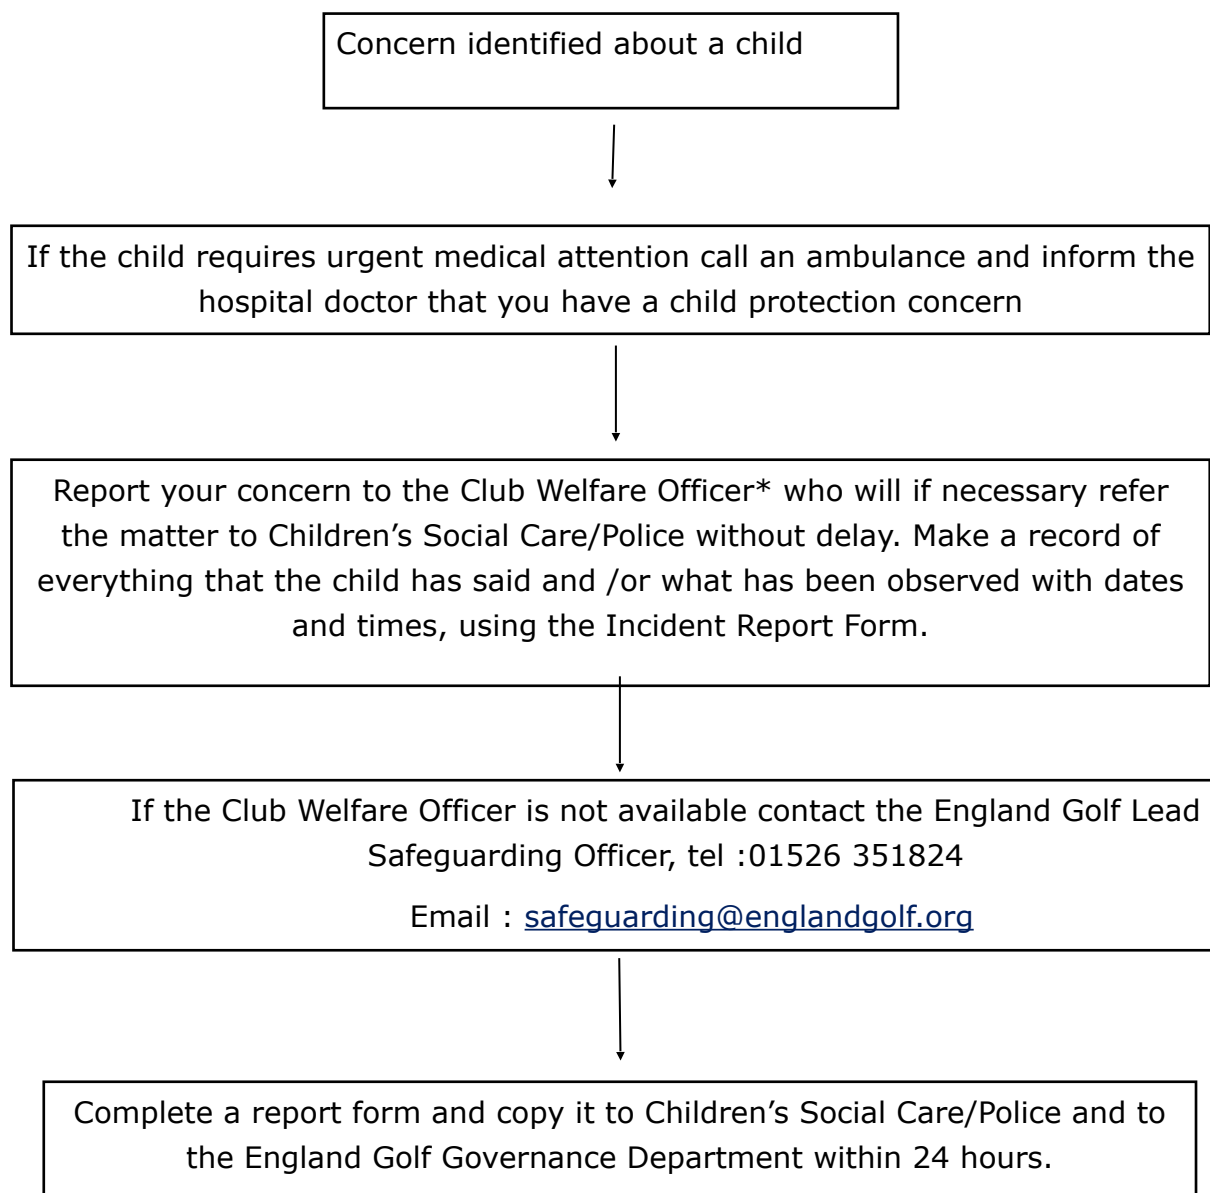 Concern identified about a child
If the child requires urgent medical attention call an ambulance and inform the
hospital doctor that you have a child protection concern
Report your concern to the Club Welfare Officer* who will if necessary refer
the matter to Children’s Social Care/Police without delay. Make a record of
everything that the child has said and /or what has been observed with dates
and times, using the Incident Report Form.
If the Club Welfare Officer is not available contact the England Golf Lead
Safeguarding Officer, tel :01526 351824
Email : safeguarding@englandgolf.org
Complete a report form and copy it to Children’s Social Care/Police and to
the England Golf Governance Department within 24 hours.